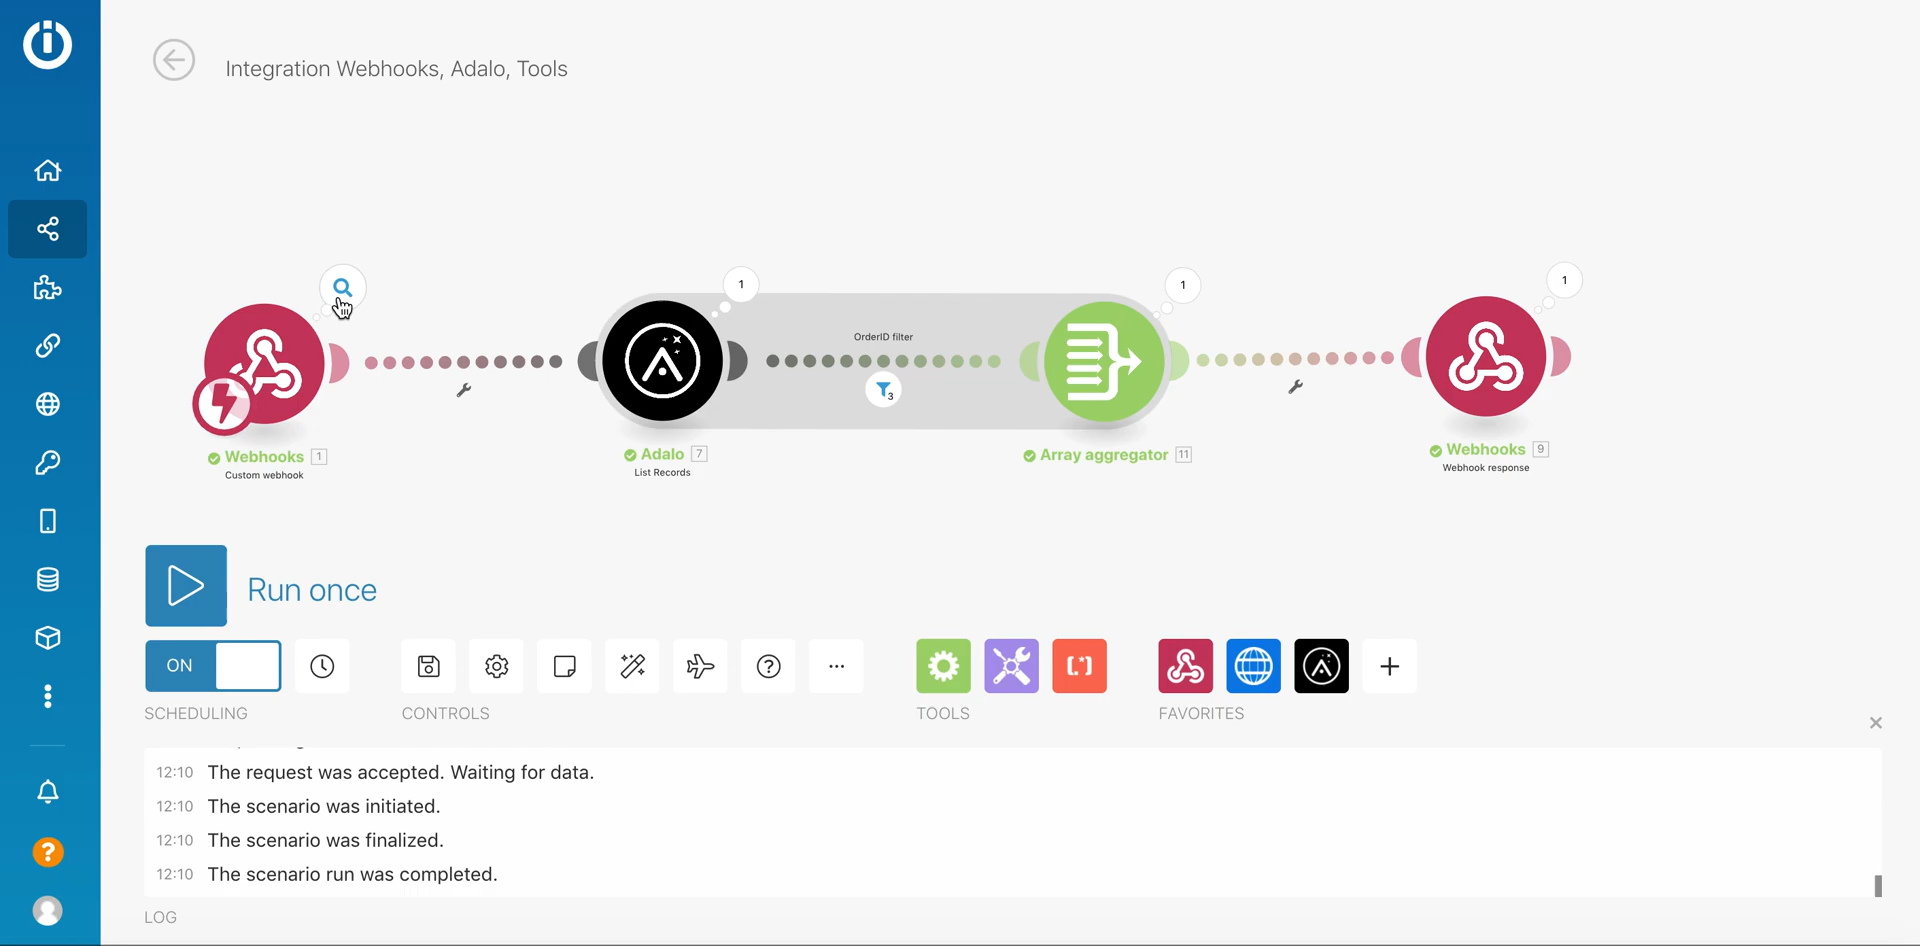 Integration Webhooks, Adalo, Tools
1
1
1
OrderID filter
3
Webhooks 1
Custom webhook
Adalo 7
List Records
Array aggregator 11
Webhooks 9
Webhook response
Run once
ON
SCHEDULING
CONTROLS
TOOLS
FAVORITES
12:10 The request was accepted. Waiting for data.
12:10 The scenario was initiated.
12:10 The scenario was finalized.
12:10 The scenario run was completed.
LOG